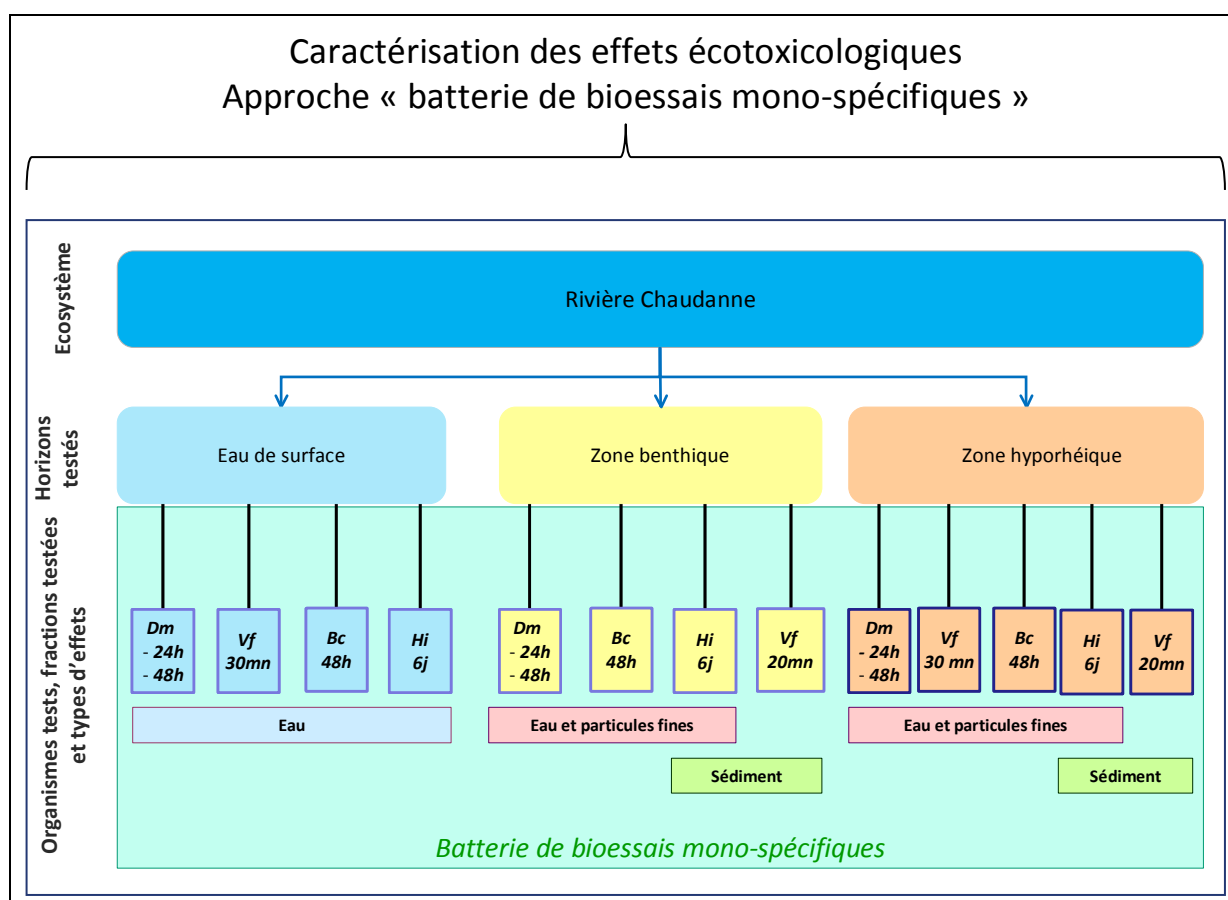 Caractérisation des effets écotoxicologiques
Approche « batterie de bioessais mono-spécifiques »
Ecosystème
Rivière Chaudanne
Horizons
testés
Eau de surface
Zone benthique
Zone hyporhéique
Organismes tests, fractions testées
et types d'effets
Dm
- 24h
- 48h
Vf
30mn
Bc
48h
Hi
6j
Dm
- 24h
- 48h
Bc
48h
Hi
6j
Vf
20mn
Dm
- 24h
- 48h
Vf
30 mn
Bc
48h
Hi
6j
Vf
20mn
Eau
Eau et particules fines
Eau et particules fines
Sédiment
Sédiment
Batterie de bioessais mono-spécifiques